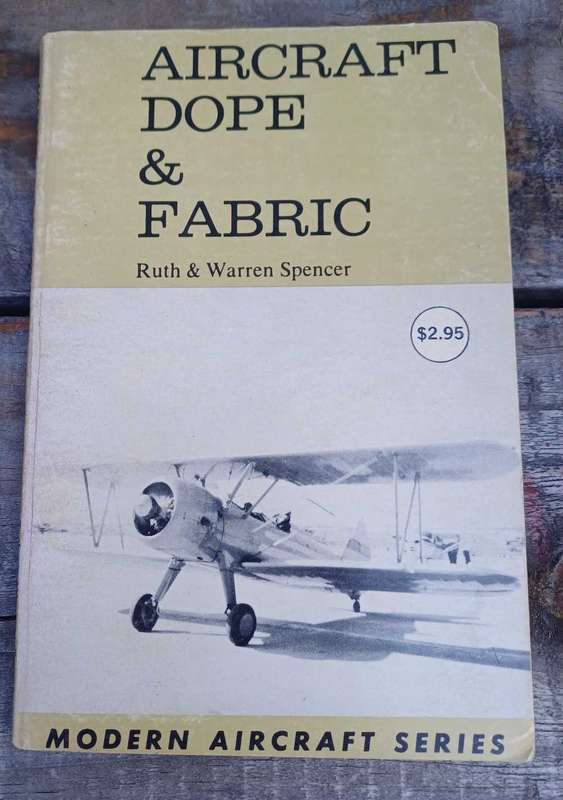 AIRCRAFT
DOPE
&
FABRIC
Ruth & Warren Spencer
$2.95
MODERN AIRCRAFT SERIES